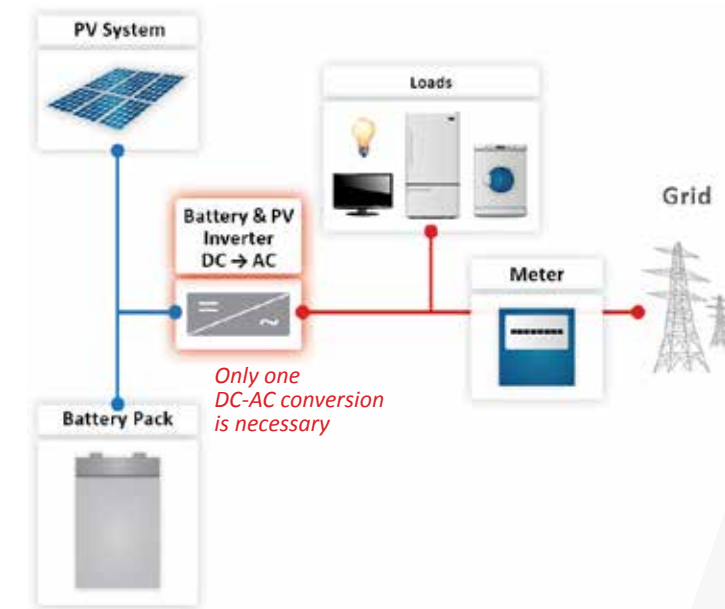 PV System
Loads
Battery & PV
Inverter
DC → AC
Grid
Meter
Only one
DC-AC conversion
is necessary
Battery Pack